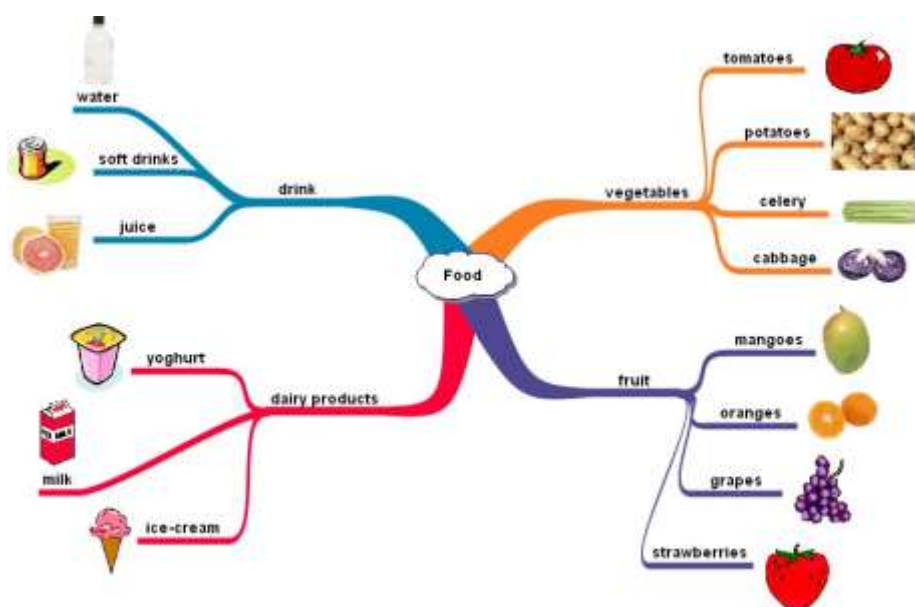 Food
drink
water
soft drinks
juice
vegetables
tomatoes
potatoes
celery
cabbage
dairy products
yoghurt
milk
ice-cream
fruit
mangoes
oranges
grapes
strawberries